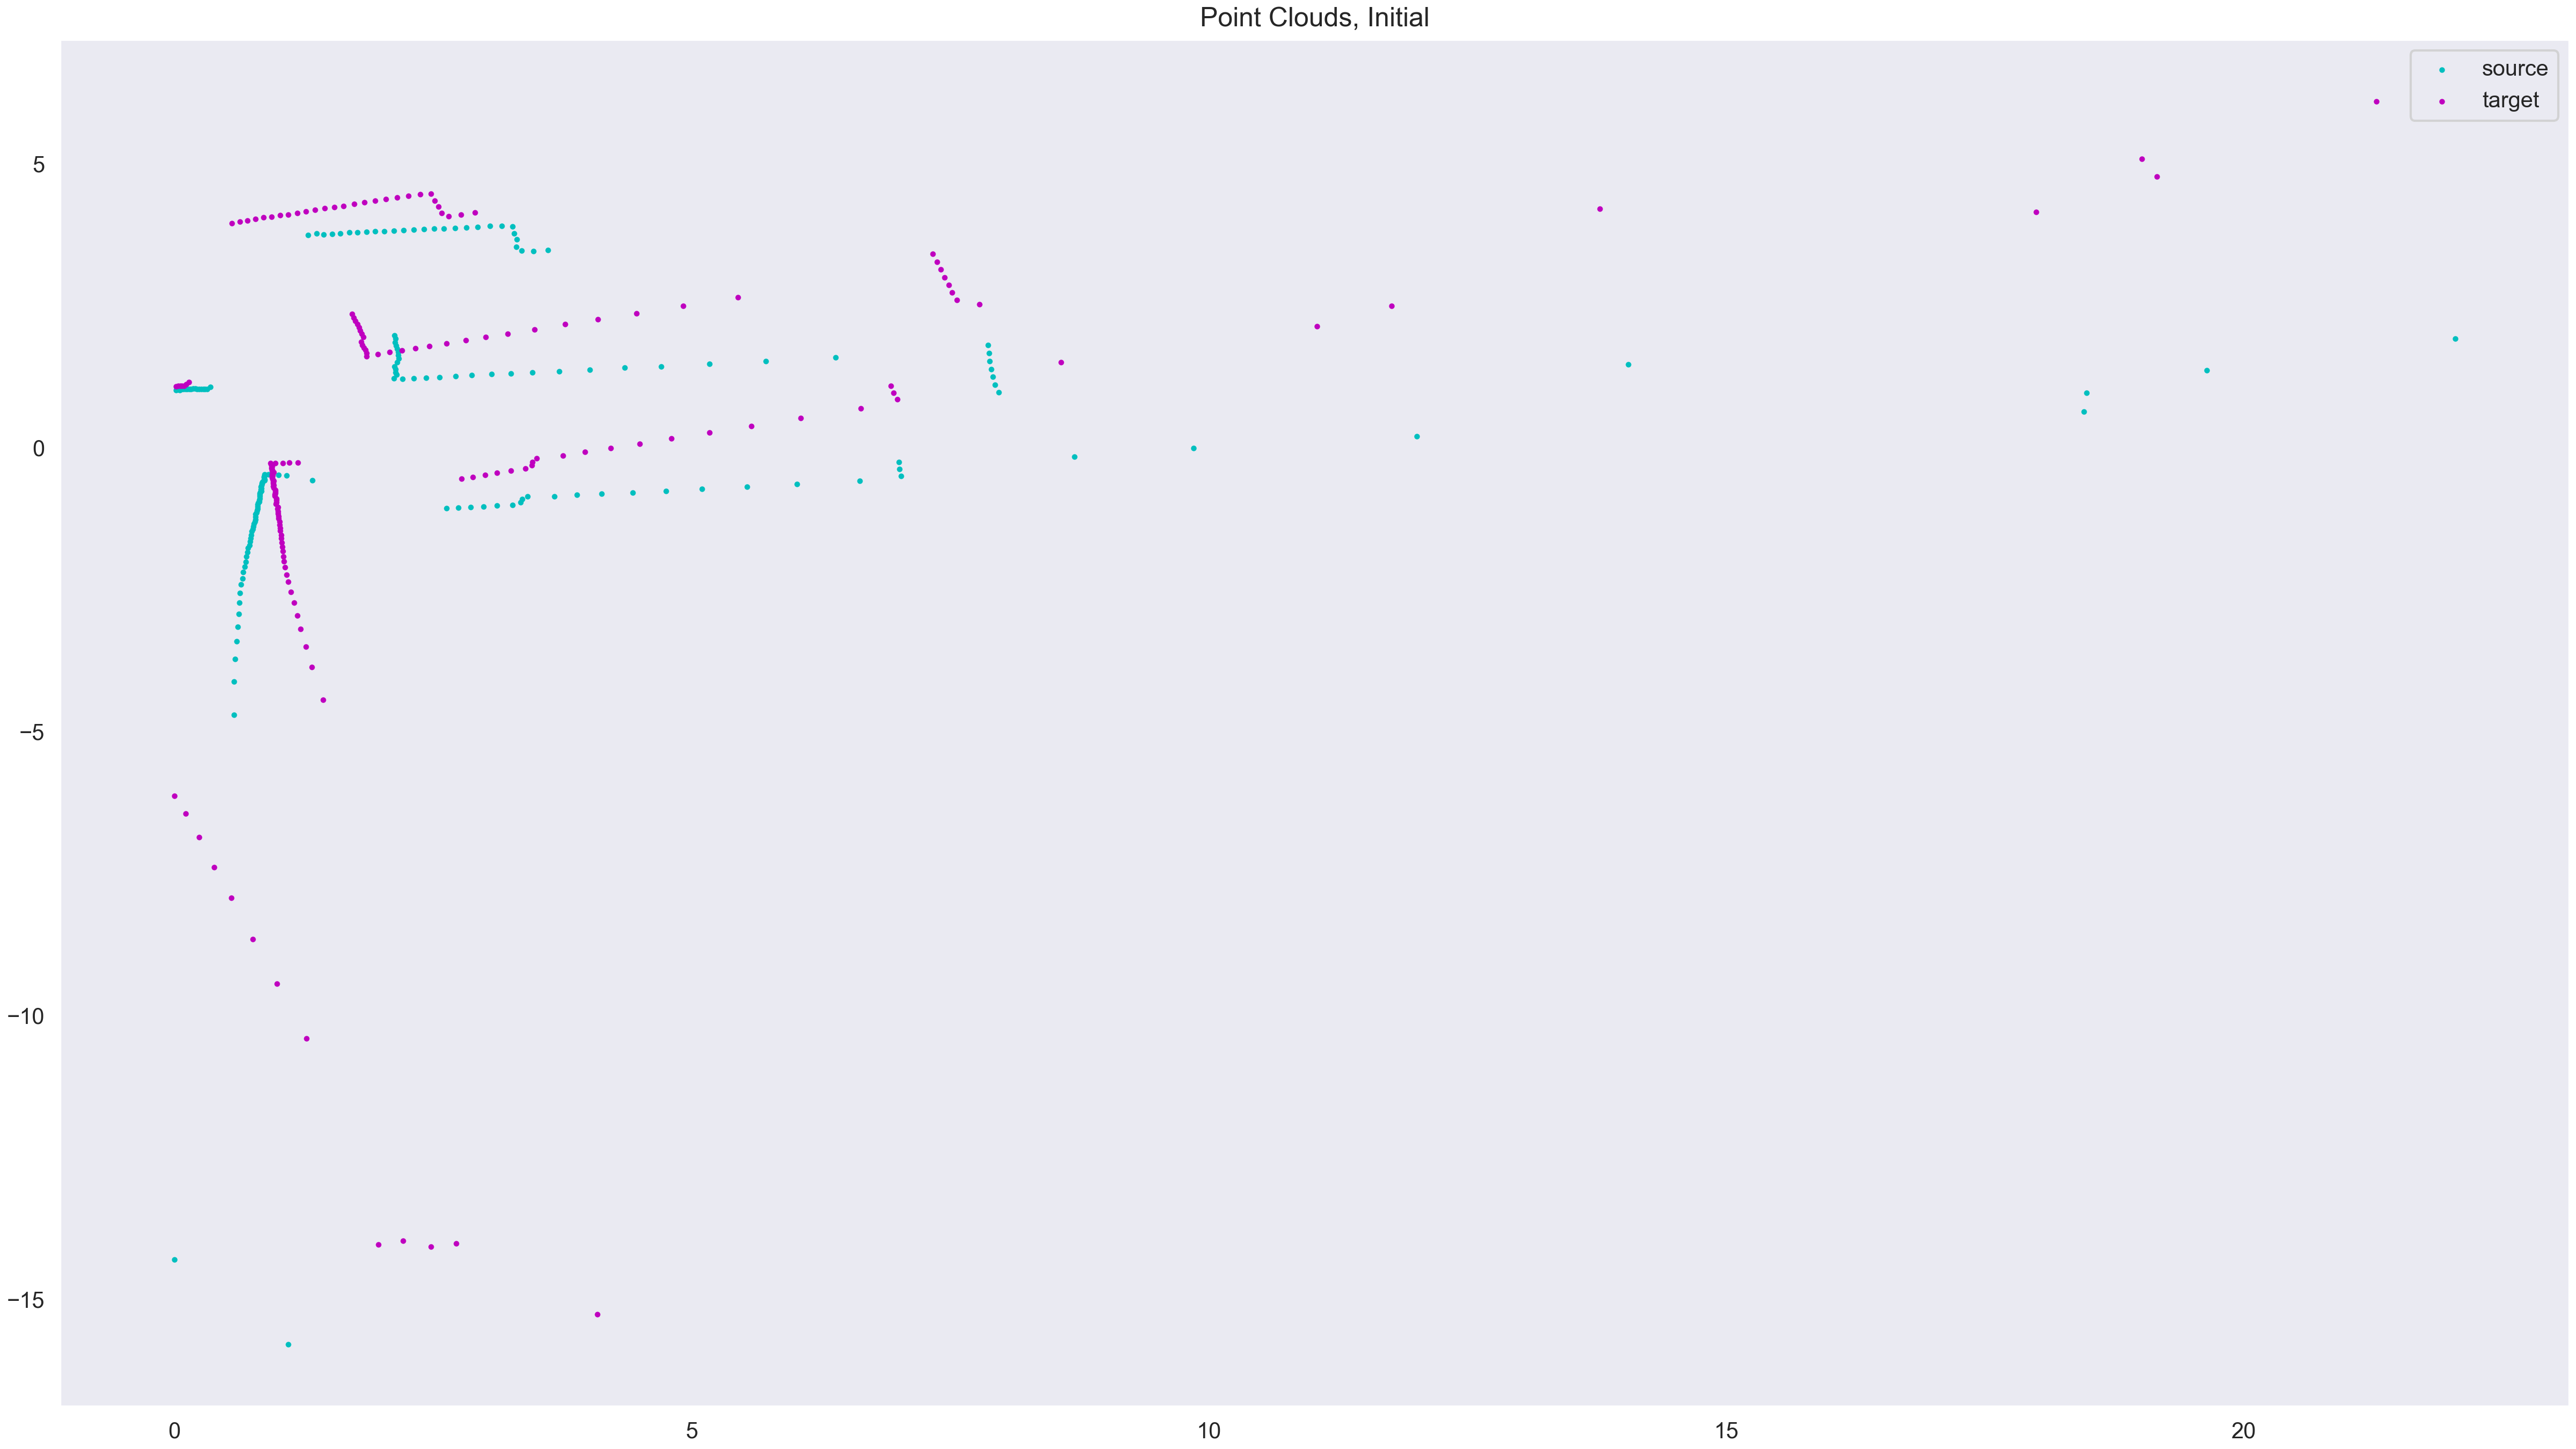 Point Clouds, Initial
source
target
5
0
−5
−10
−15
0 5 10 15 20